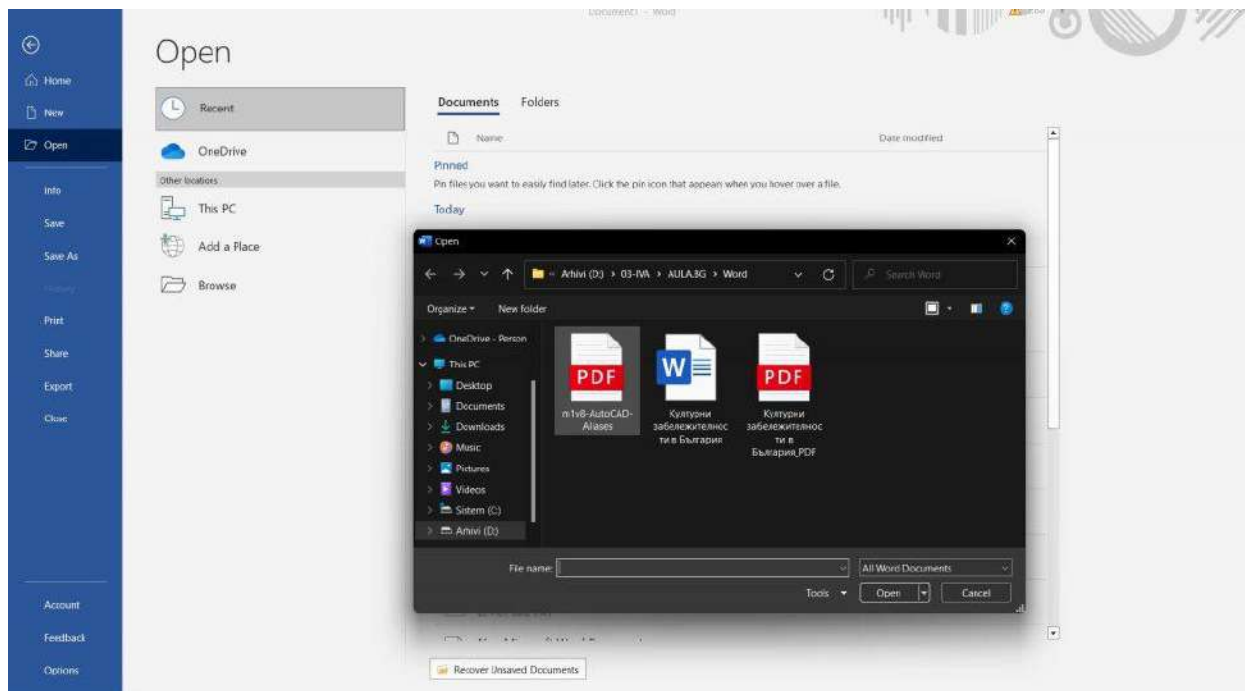 Document1 - Word
Open
Home
New
Open
Info
Save
Save As
History
Print
Share
Export
Close
Account
Feedback
Options
Recent
OneDrive
Other locations
This PC
Add a Place
Browse
Documents Folders
Name Date modified
Pinned
Pin files you want to easily find later. Click the pin icon that appears when you hover over a file.
Today
Open
Arhivi (D:) › 03-IVA › AULA.BG › Word
Search Word
Organize New folder
OneDrive - Person
This PC
Desktop
Documents
Downloads
Music
Pictures
Videos
Sistem (C:)
Arhivi (D:)
PDF
m1v8-AutoCAD-
Aliases
W
Културни
забележителнос
ти в България
PDF
Културни
забележителнос
ти в
България_PDF
File name:
All Word Documents
Tools Open Cancel
Recover Unsaved Documents